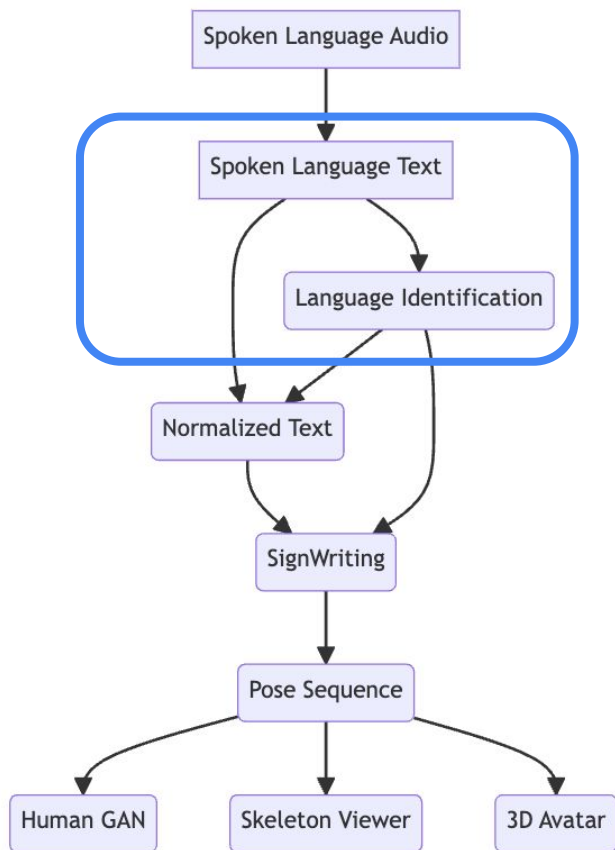 Spoken Language Audio
Spoken Language Text
Language Identification
Normalized Text
SignWriting
Pose Sequence
Human GAN
Skeleton Viewer
3D Avatar